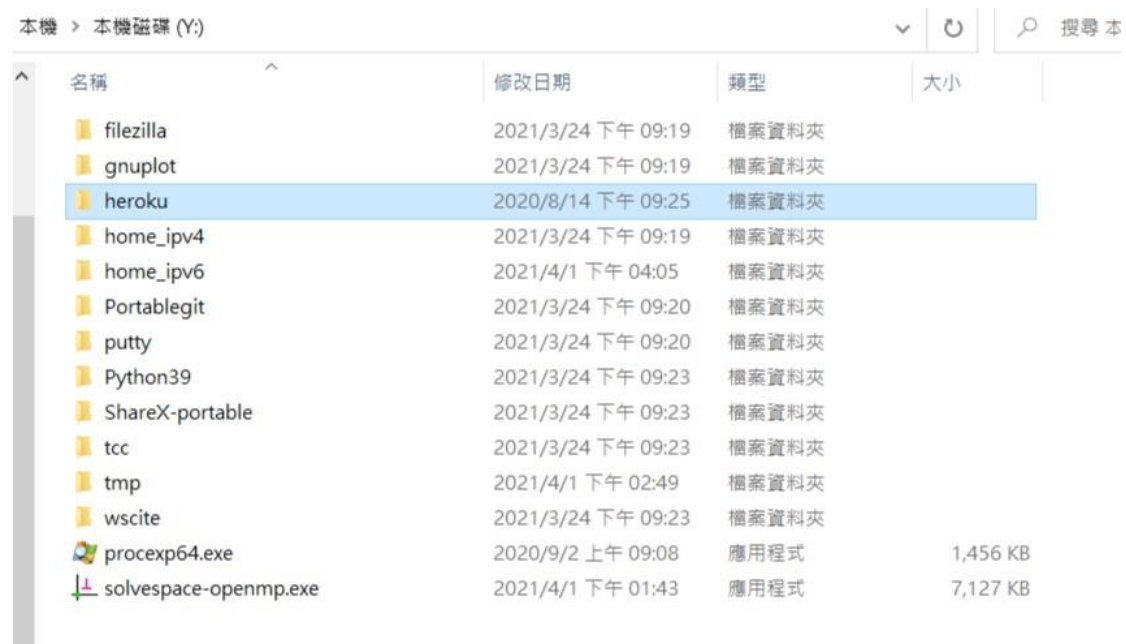 本機 > 本機磁碟 (Y:) 搜尋 本
名稱 修改日期 類型 大小
filezilla 2021/3/24 下午 09:19 檔案資料夾
gnuplot 2021/3/24 下午 09:19 檔案資料夾
heroku 2020/8/14 下午 09:25 檔案資料夾
home_ipv4 2021/3/24 下午 09:19 檔案資料夾
home_ipv6 2021/4/1 下午 04:05 檔案資料夾
Portablegit 2021/3/24 下午 09:20 檔案資料夾
putty 2021/3/24 下午 09:20 檔案資料夾
Python39 2021/3/24 下午 09:23 檔案資料夾
ShareX-portable 2021/3/24 下午 09:23 檔案資料夾
tcc 2021/3/24 下午 09:23 檔案資料夾
tmp 2021/4/1 下午 02:49 檔案資料夾
wscite 2021/3/24 下午 09:23 檔案資料夾
procexp64.exe 2020/9/2 上午 09:08 應用程式 1,456 KB
solvespace-openmp.exe 2021/4/1 下午 01:43 應用程式 7,127 KB